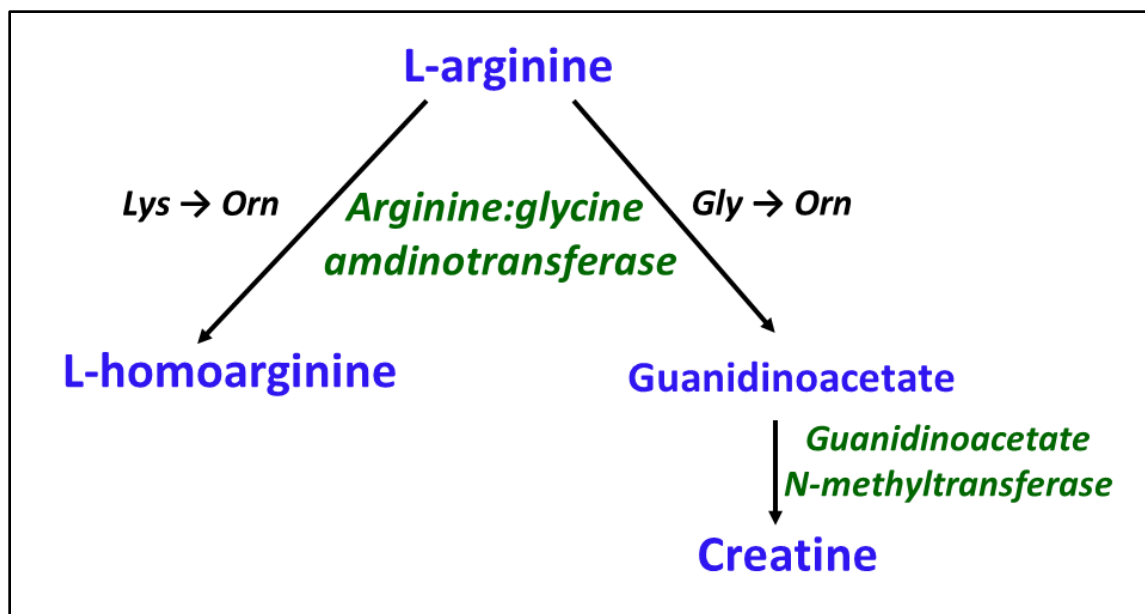 L-arginine
Lys → Orn
Arginine:glycine
amdinotransferase
Gly → Orn
L-homoarginine
Guanidinoacetate
Guanidinoacetate
N-methyltransferase
Creatine